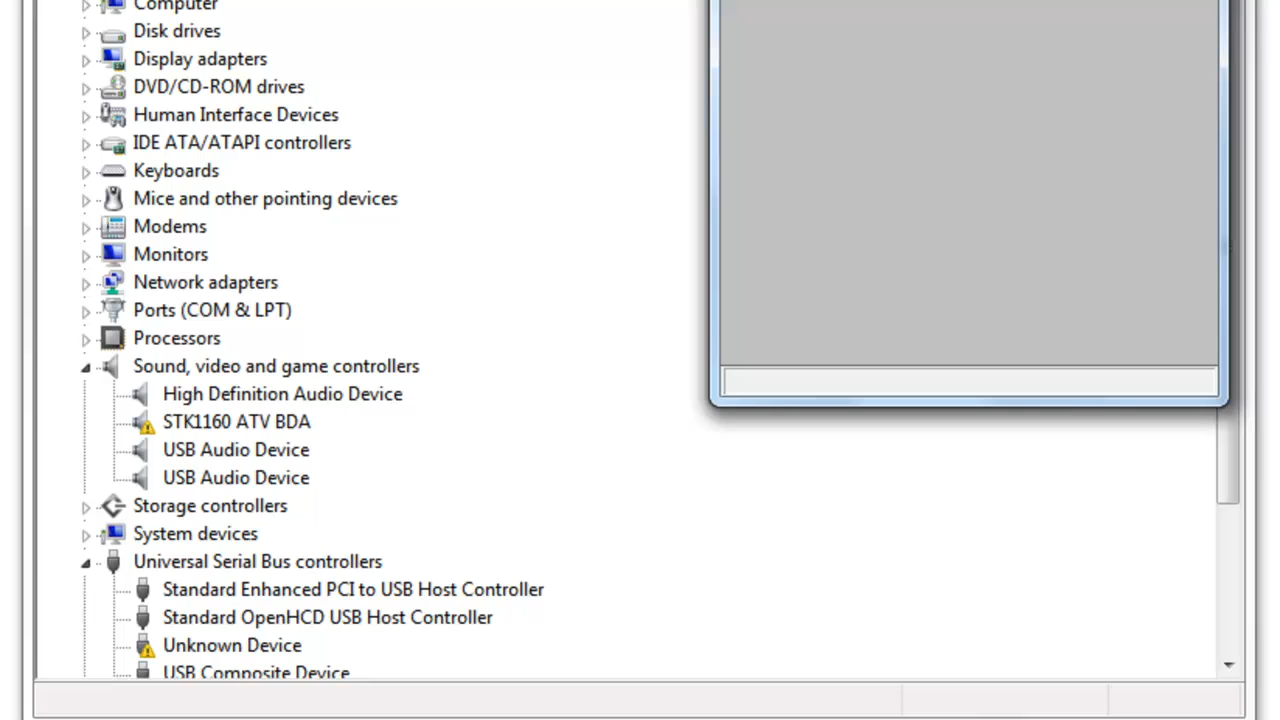 Computer
Disk drives
Display adapters
DVD/CD-ROM drives
Human Interface Devices
IDE ATA/ATAPI controllers
Keyboards
Mice and other pointing devices
Modems
Monitors
Network adapters
Ports (COM & LPT)
Processors
Sound, video and game controllers
High Definition Audio Device
STK1160 ATV BDA
USB Audio Device
USB Audio Device
Storage controllers
System devices
Universal Serial Bus controllers
Standard Enhanced PCI to USB Host Controller
Standard OpenHCD USB Host Controller
Unknown Device
USB Composite Device